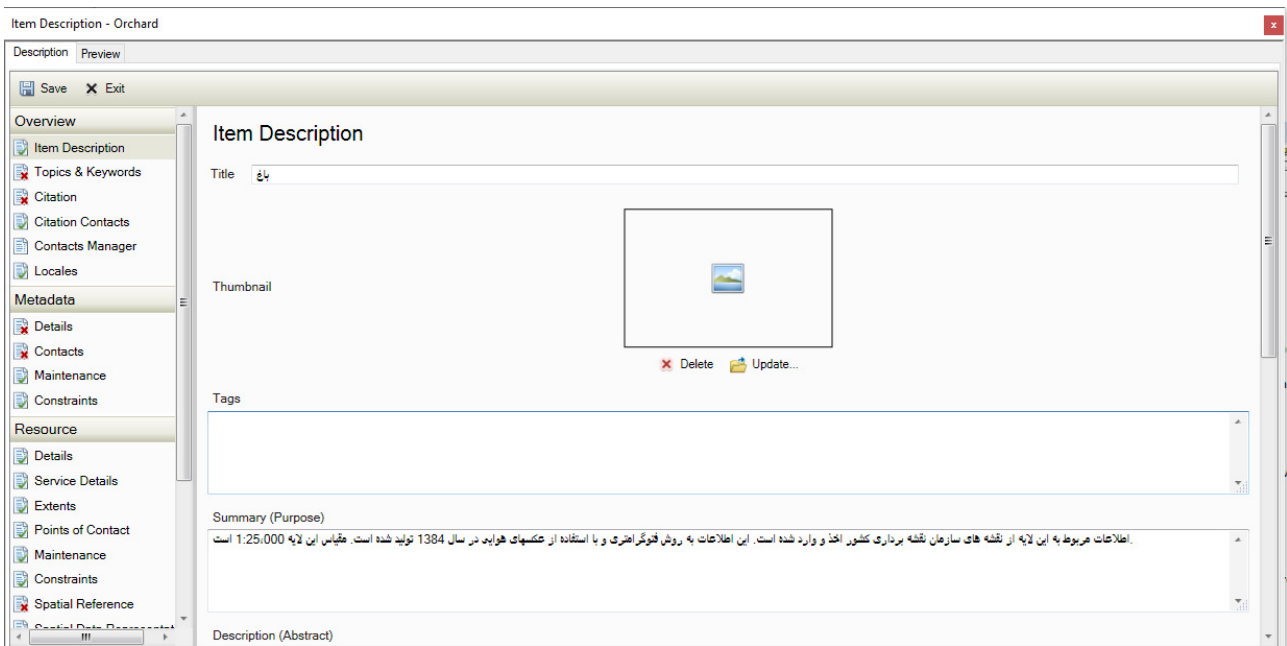 Item Description - Orchard
Description Preview
Save Exit
Overview
Item Description
Topics & Keywords
Citation
Citation Contacts
Contacts Manager
Locales
Metadata
Details
Contacts
Maintenance
Constraints
Resource
Details
Service Details
Extents
Points of Contact
Maintenance
Constraints
Spatial Reference
Item Description
Title باغ
Thumbnail
Delete Update...
Tags
Summary (Purpose)
اطلاعات مربوط به این لایه از نقشه های سازمان نقشه برداری کشور اخذ و وارد شده است. این اطلاعات به روش فتوگرامتری و با استفاده از عکسهای هوایی در سال 1384 تولید شده است. مقیاس این لایه 1:25،000 است.
Description (Abstract)